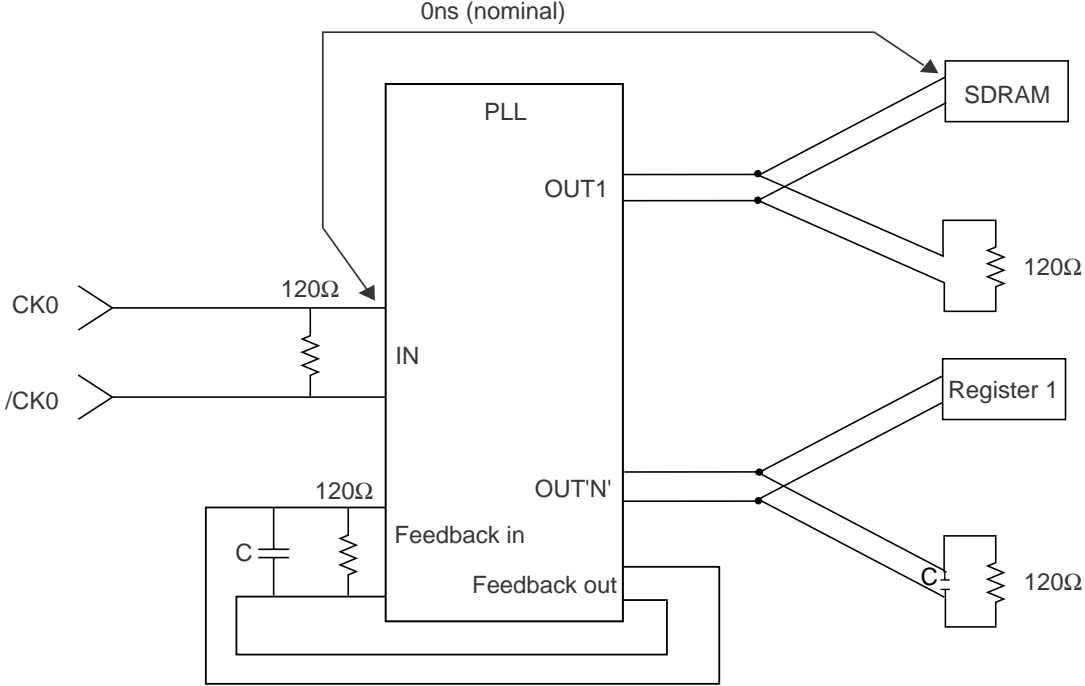 0ns (nominal)
PLL
SDRAM
OUT1
120Ω
120Ω
CK0
IN
/CK0
Register 1
120Ω
OUT'N'
Feedback in
C
Feedback out
C
120Ω